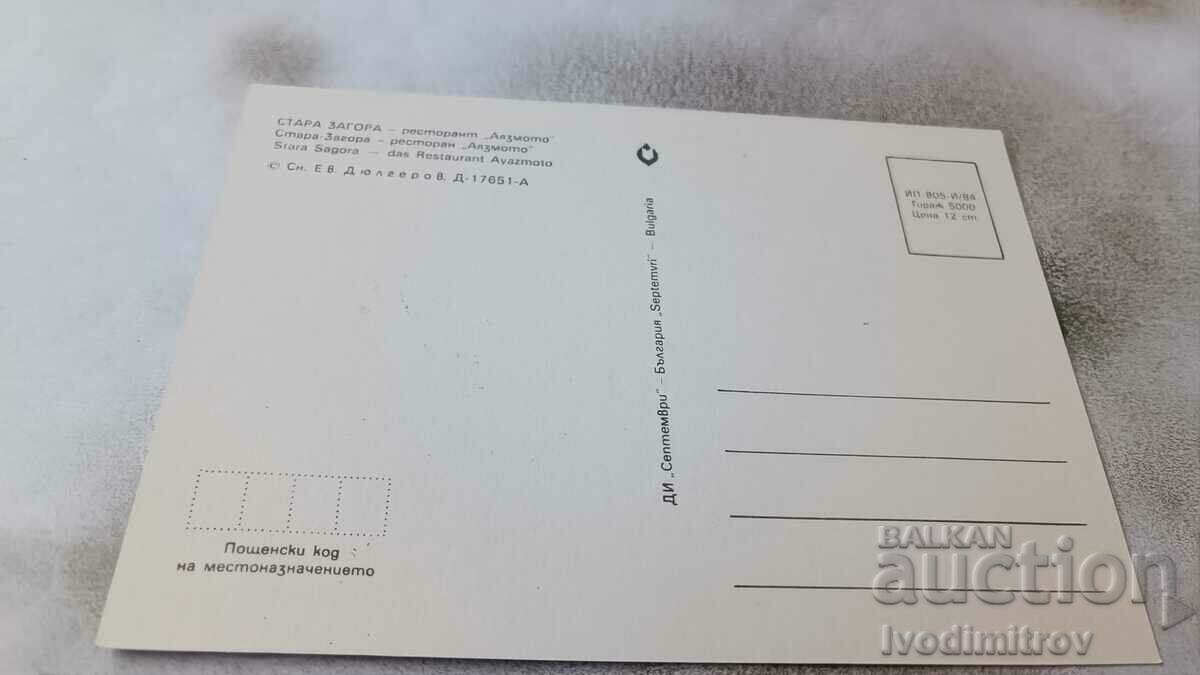 СТАРА ЗАГОРА – ресторант „Аязмото"
Стара-Загора – ресторан „Аязмото"
Stara Sagora – das Restaurant Ayazmoto
© Сн. Ев. Дюлгеров, Д-17651-А
ДИ „Септември" – България „Septemvri" – Bulgaria
ИП 805-И/84
Тираж 5000
Цена 12 ст.
Пощенски код
на местоназначението
BALKAN
auction
Ivodimitrov